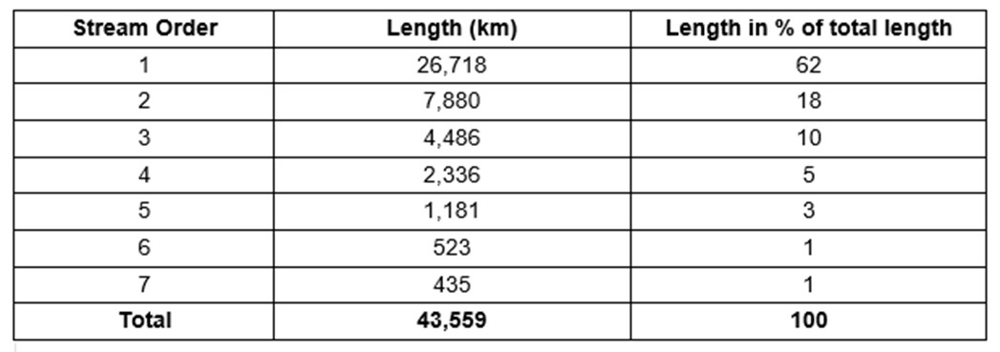 Stream Order Length (km) Length in % of total length
1 26,718 62
2 7,880 18
3 4,486 10
4 2,336 5
5 1,181 3
6 523 1
7 435 1
Total 43,559 100